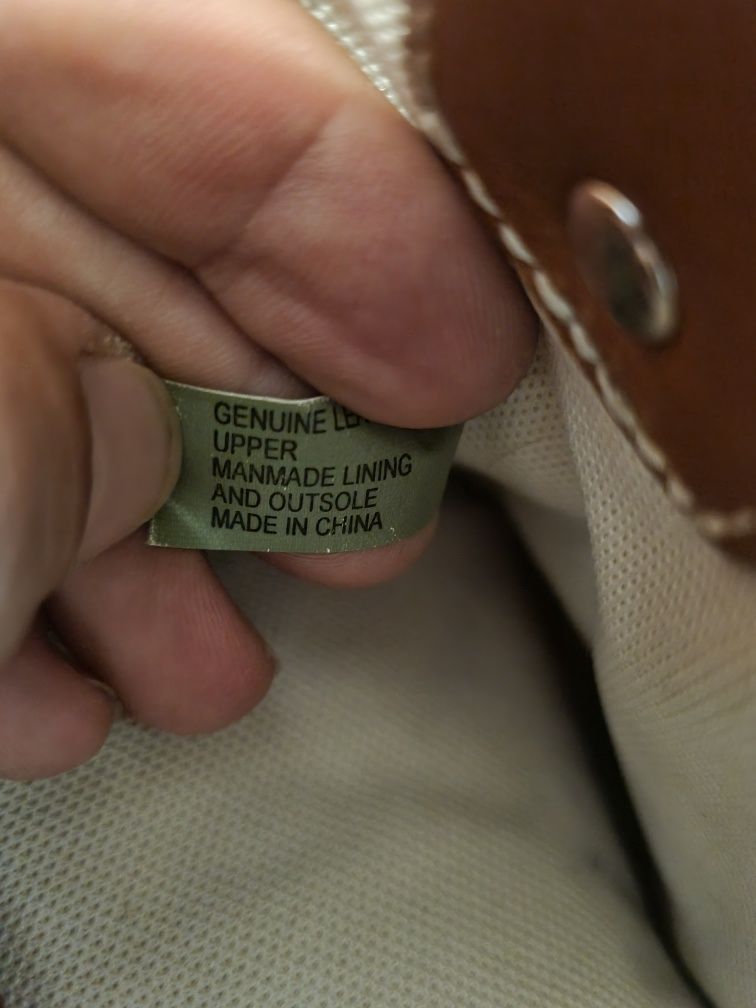 GENUINE
UPPER
MANMADE LINING
AND OUTSOLE
MADE IN CHINA